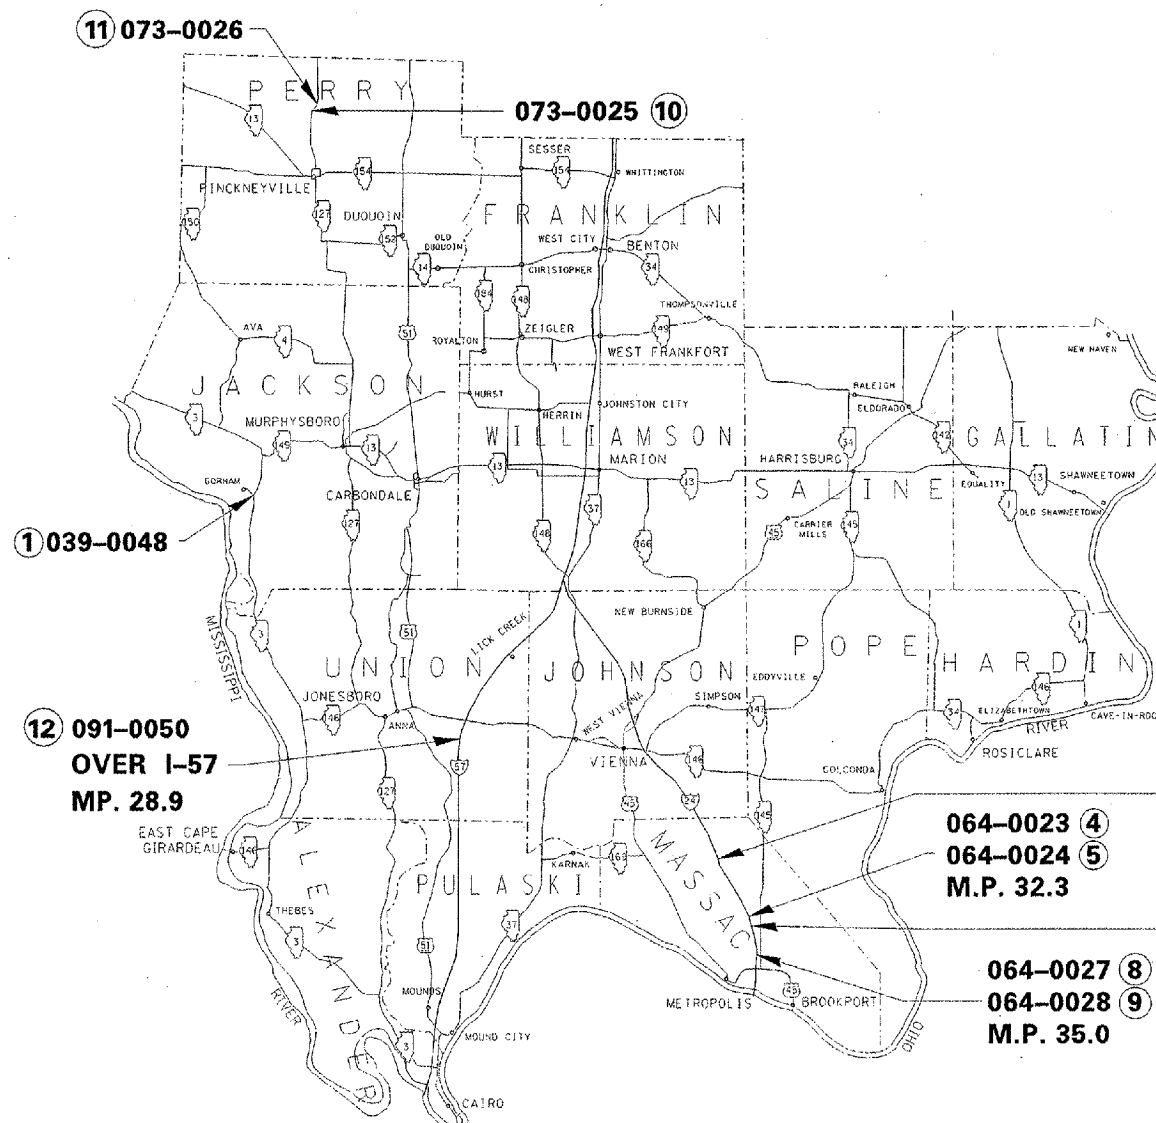 11 073-0026
PERRY
073-0025 10
13
SESSER
154
154
WHITTINGTON
PINCKNEYVILLE
127
DUQUOIN
FRANKLIN
150
152
OLD
DUQUOIN
WEST CITY
BENTON
14
CHRISTOPHER
34
184
148
THOMPSONVILLE
AVA
4
51
ROYALTON
ZEIGLER
149
WEST FRANKFORT
NEW HAVEN
JACKSON
HURST
HERRIN
JOHNSTON CITY
RALEIGH
ELDORADO
3
MURPHYSBORO
149
13
WILLIAMSON
MARION
34
142
GALLATIN
HARRISBURG
GORHAM
CARBONDALE
13
13
SALINE
EQUALITY
13
SHAWNEETOWN
1
OLD SHAWNEETOWN
1 039-0048
127
148
37
166
45
CARRIER
MILLS
145
MISSISSIPPI
3
51
LICK CREEK
NEW BURNSIDE
1
UNION
JOHNSON
POPE
HARDIN
JONESBORO
146
ANNA
WEST VIENNA
SIMPSON
EDDYVILLE
147
34
146
ELIZABETHTOWN
CAVE-IN-ROC
RIVER
ROSICLARE
12 091-0050
OVER I-57
MP. 28.9
57
VIENNA
146
GOLCONDA
127
45
24
145
EAST CAPE
GIRARDEAU
146
064-0023 4
064-0024 5
M.P. 32.3
ALEXANDER
PULASKI
KARNAK
169
MASSAC
THEBES
3
51
37
RIVER
MOUNDS
METROPOLIS
45
BROOKPORT
064-0027 8
064-0028 9
M.P. 35.0
OHIO
3
MOUND CITY
CAIRO